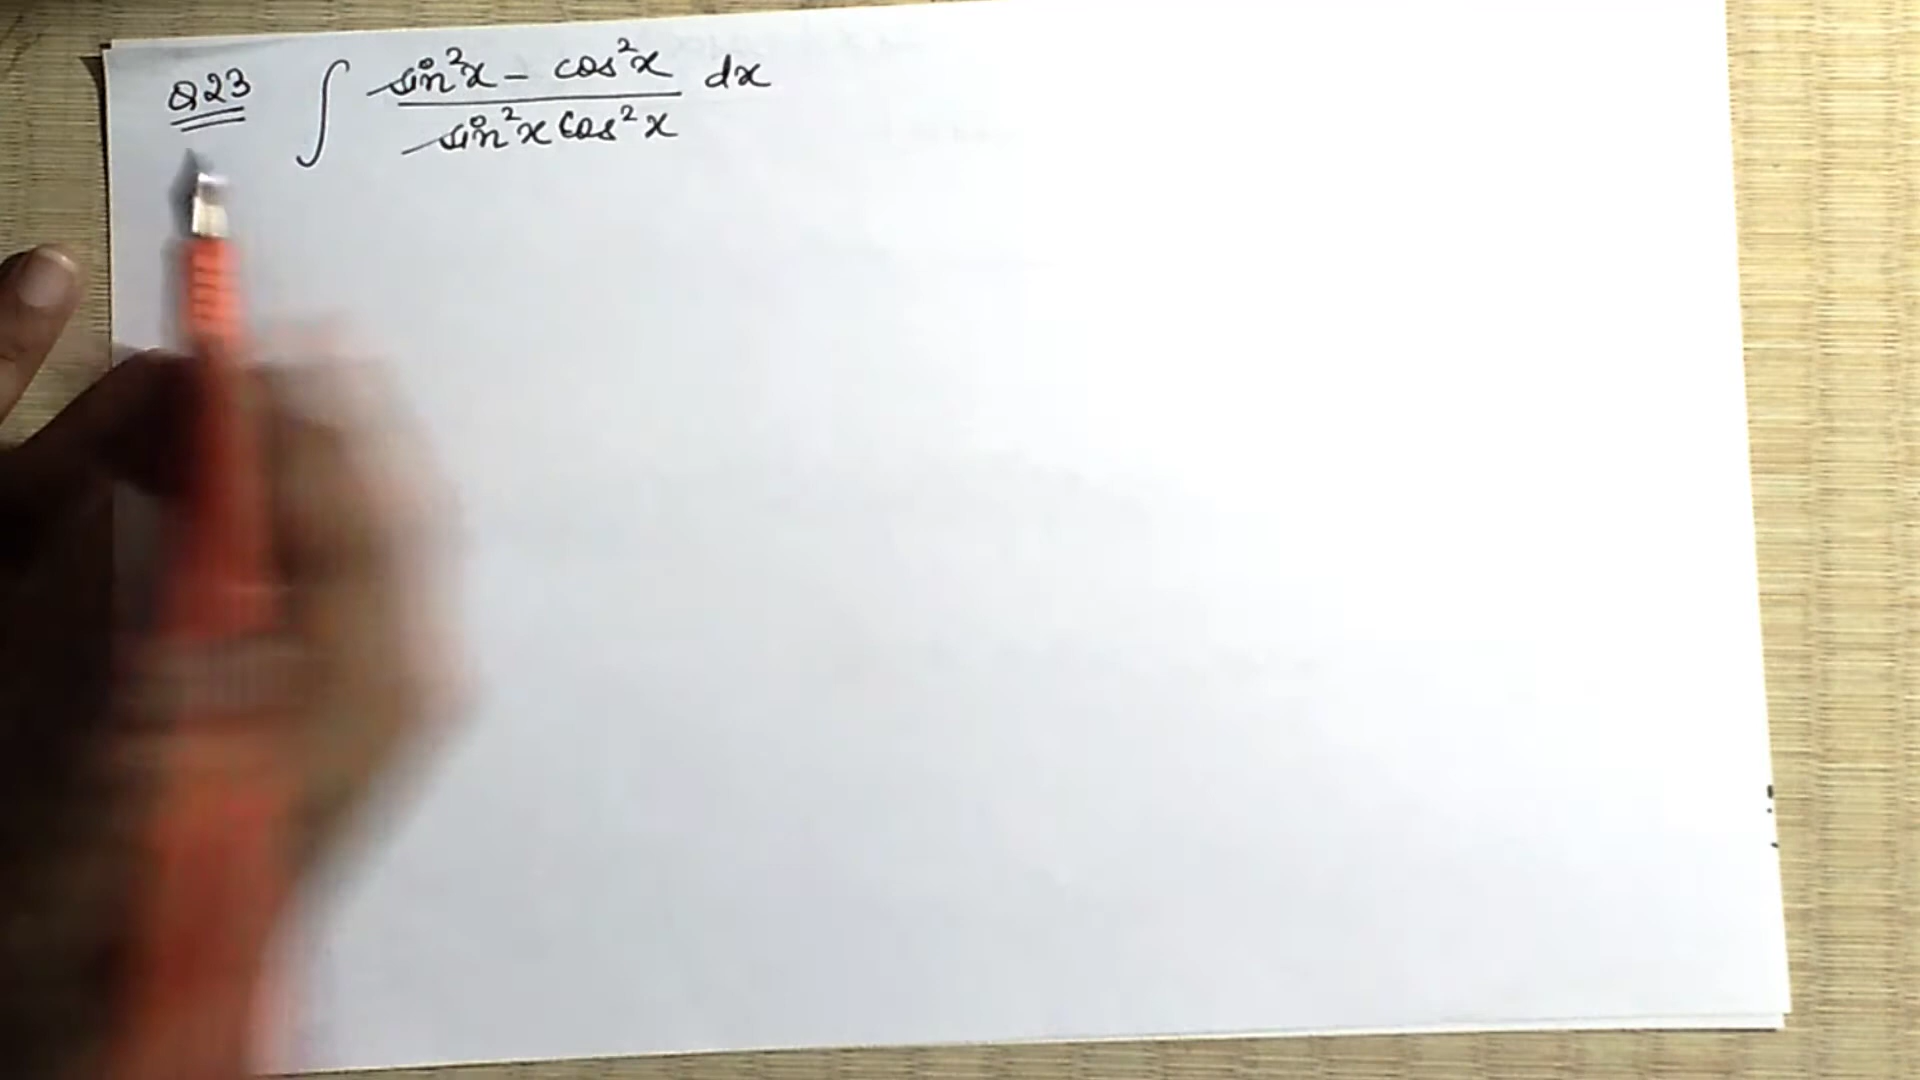 Q23 ∫ (sin²x - cos²x)/(sin²x cos²x) dx